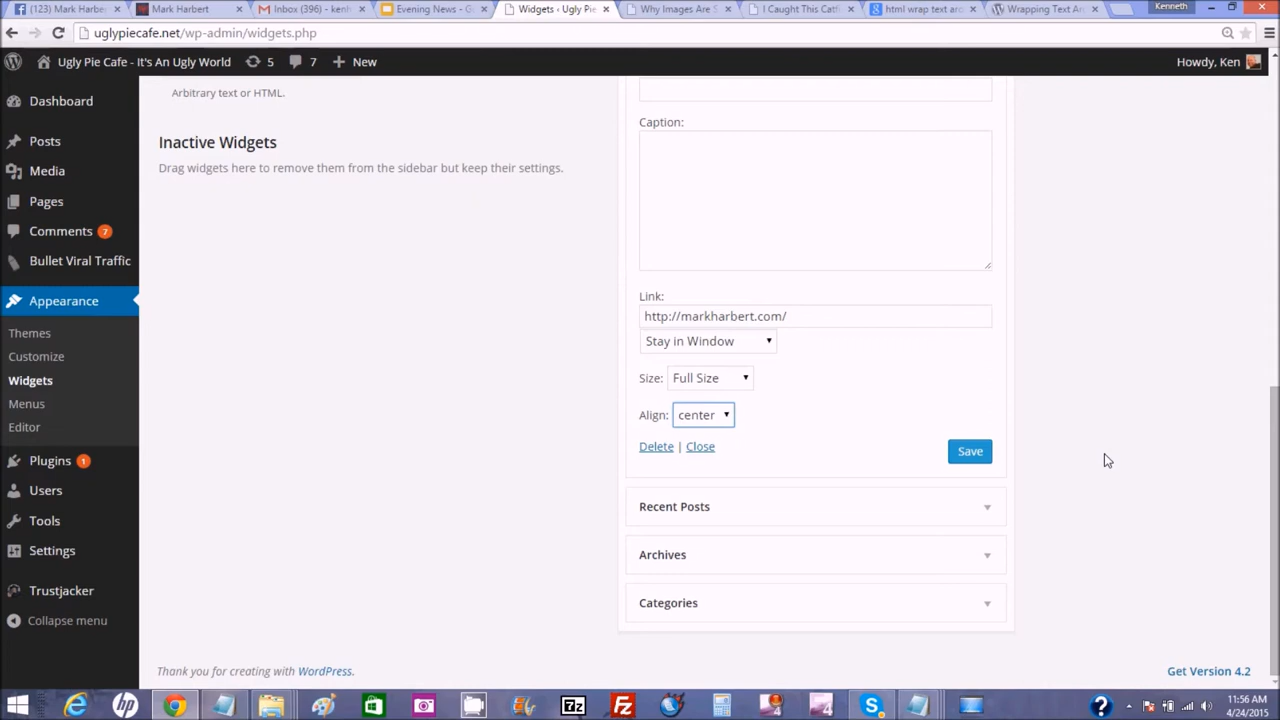 (123) Mark Harbe
Mark Harbert
Inbox (396) - kenh
Evening News - G
Widgets ‹ Ugly Pie
Why Images Are S
I Caught This Catf
html wrap text aro
Wrapping Text Ar
Kenneth
uglypiecafe.net/wp-admin/widgets.php
Ugly Pie Cafe - It's An Ugly World
5
7
New
Howdy, Ken
Dashboard
Posts
Media
Pages
Comments 7
Bullet Viral Traffic
Appearance
Themes
Customize
Widgets
Menus
Editor
Plugins 1
Users
Tools
Settings
Trustjacker
Collapse menu
Arbitrary text or HTML.
Inactive Widgets
Drag widgets here to remove them from the sidebar but keep their settings.
Caption:
Link:
http://markharbert.com/
Stay in Window
Size: Full Size
Align: center
Delete | Close
Save
Recent Posts
Archives
Categories
Thank you for creating with WordPress.
Get Version 4.2
11:56 AM
4/24/2015